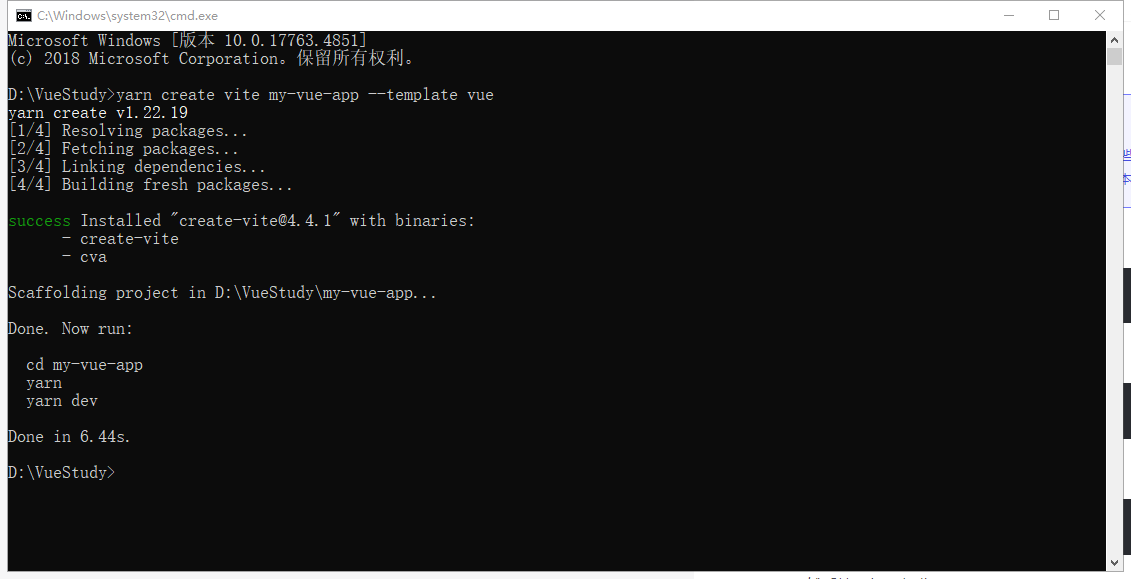 C:\Windows\system32\cmd.exe
Microsoft Windows [版本 10.0.17763.4851]
(c) 2018 Microsoft Corporation。保留所有权利。
D:\VueStudy>yarn create vite my-vue-app --template vue
yarn create v1.22.19
[1/4] Resolving packages...
[2/4] Fetching packages...
[3/4] Linking dependencies...
[4/4] Building fresh packages...
success Installed "create-vite@4.4.1" with binaries:
- create-vite
- cva
Scaffolding project in D:\VueStudy\my-vue-app...
Done. Now run:
cd my-vue-app
yarn
yarn dev
Done in 6.44s.
D:\VueStudy>